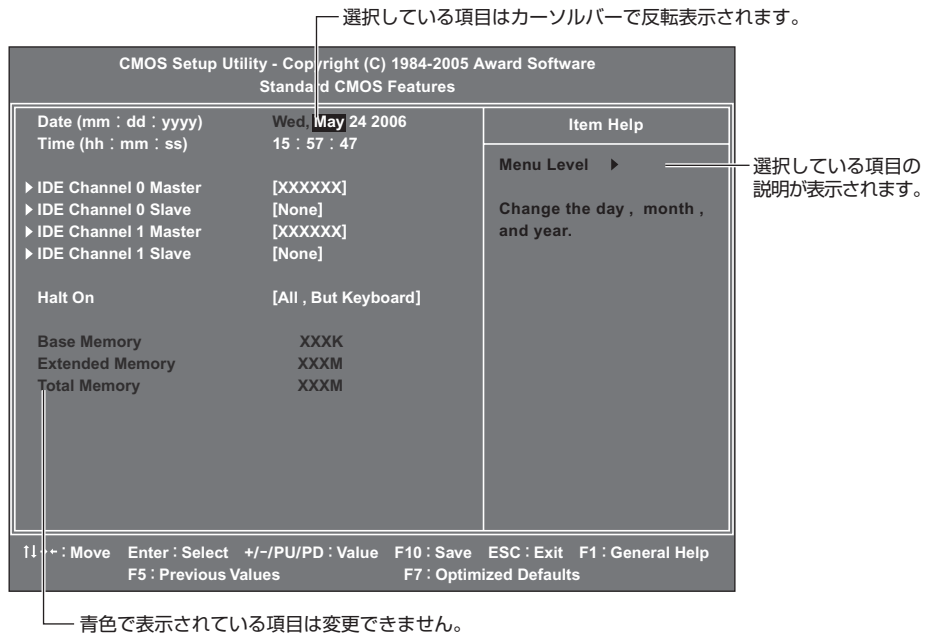 選択している項目はカーソルバーで反転表示されます。
CMOS Setup Utility - Copyright (C) 1984-2005 Award Software
Standard CMOS Features
Date (mm : dd : yyyy) Wed, May 24 2006
Time (hh : mm : ss) 15 : 57 : 47
▶ IDE Channel 0 Master [XXXXXX]
▶ IDE Channel 0 Slave [None]
▶ IDE Channel 1 Master [XXXXXX]
▶ IDE Channel 1 Slave [None]
Halt On [All , But Keyboard]
Base Memory XXXK
Extended Memory XXXM
Total Memory XXXM
Item Help
Menu Level ▶
Change the day , month ,
and year.
選択している項目の
説明が表示されます。
↑↓→← : Move Enter : Select +/-/PU/PD : Value F10 : Save ESC : Exit F1 : General Help
F5 : Previous Values F7 : Optimized Defaults
青色で表示されている項目は変更できません。